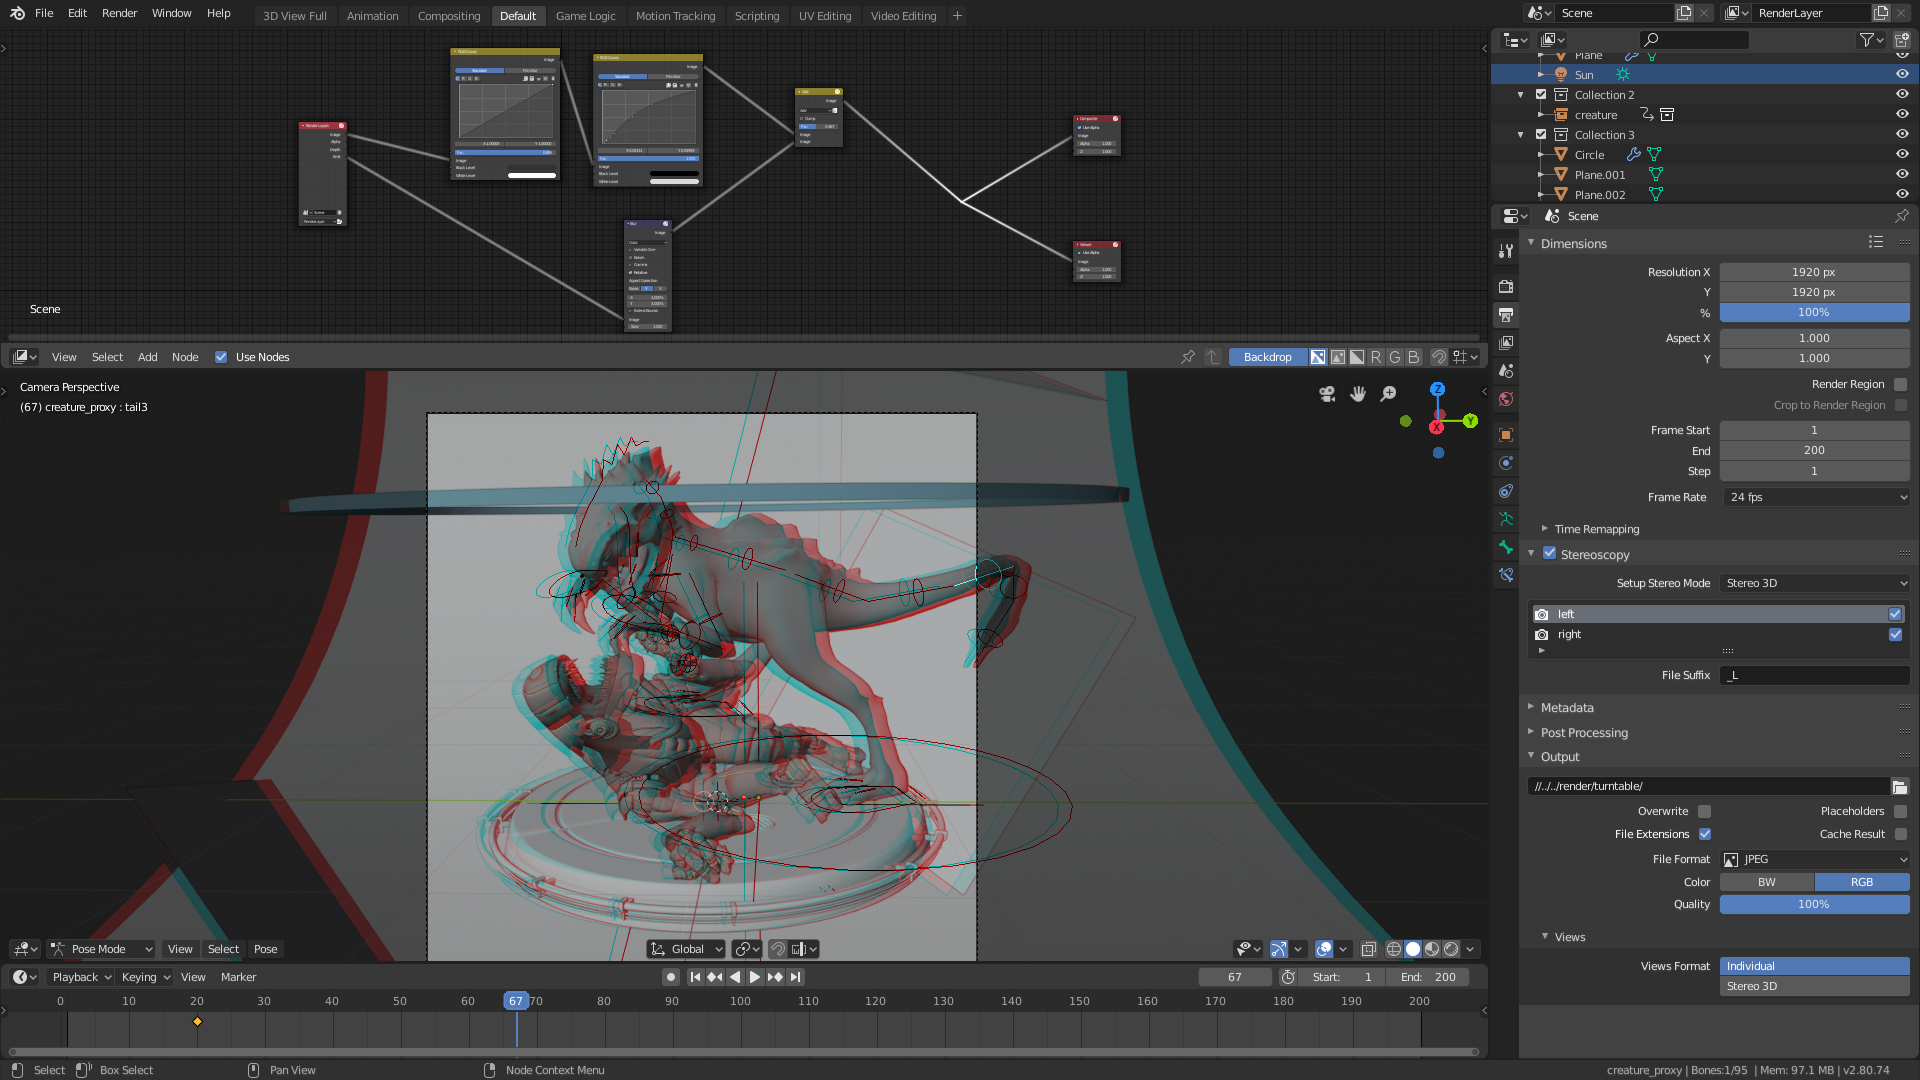 File Edit Render Window Help
3D View Full Animation Compositing Default Game Logic Motion Tracking Scripting UV Editing Video Editing
Scene
RenderLayer
Plane
Sun
Collection 2
creature
Collection 3
Circle
Plane.001
Plane.002
Scene
Scene
Dimensions
Resolution X 1920 px
Y 1920 px
% 100%
Aspect X 1.000
Y 1.000
Render Region
Crop to Render Region
Frame Start 1
End 200
Step 1
Frame Rate 24 fps
Time Remapping
Stereoscopy
Setup Stereo Mode Stereo 3D
left
right
File Suffix _L
Metadata
Post Processing
Output
//../../render/turntable/
Overwrite Placeholders
File Extensions Cache Result
File Format JPEG
Color BW RGB
Quality 100%
Views
Views Format Individual
Stereo 3D
View Select Add Node Use Nodes
Backdrop R G B
Camera Perspective
(67) creature_proxy : tail3
Z
Y
X
Pose Mode View Select Pose
Global
Playback Keying View Marker
67 Start: 1 End: 200
0 10 20 30 40 50 60 67 70 80 90 100 110 120 130 140 150 160 170 180 190 200
Select Box Select Pan View Node Context Menu
creature_proxy | Bones:1/95 | Mem: 97.1 MB | v2.80.74